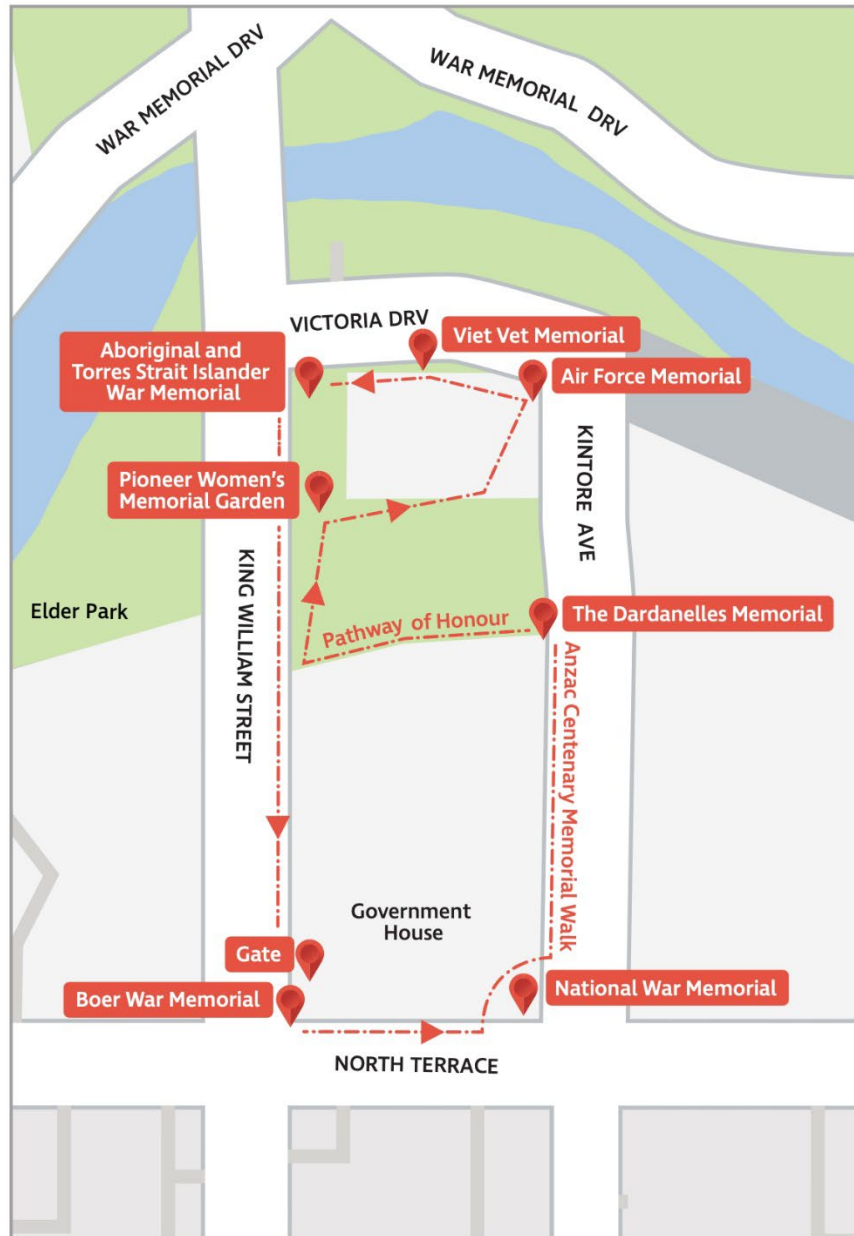 WAR MEMORIAL DRV
WAR MEMORIAL DRV
VICTORIA DRV
Viet Vet Memorial
Aboriginal and
Torres Strait Islander
War Memorial
Air Force Memorial
Pioneer Women's
Memorial Garden
KINTORE AVE
KING WILLIAM STREET
Elder Park
The Dardanelles Memorial
Pathway of Honour
Anzac Centenary Memorial Walk
Government
House
Gate
Boer War Memorial
National War Memorial
NORTH TERRACE